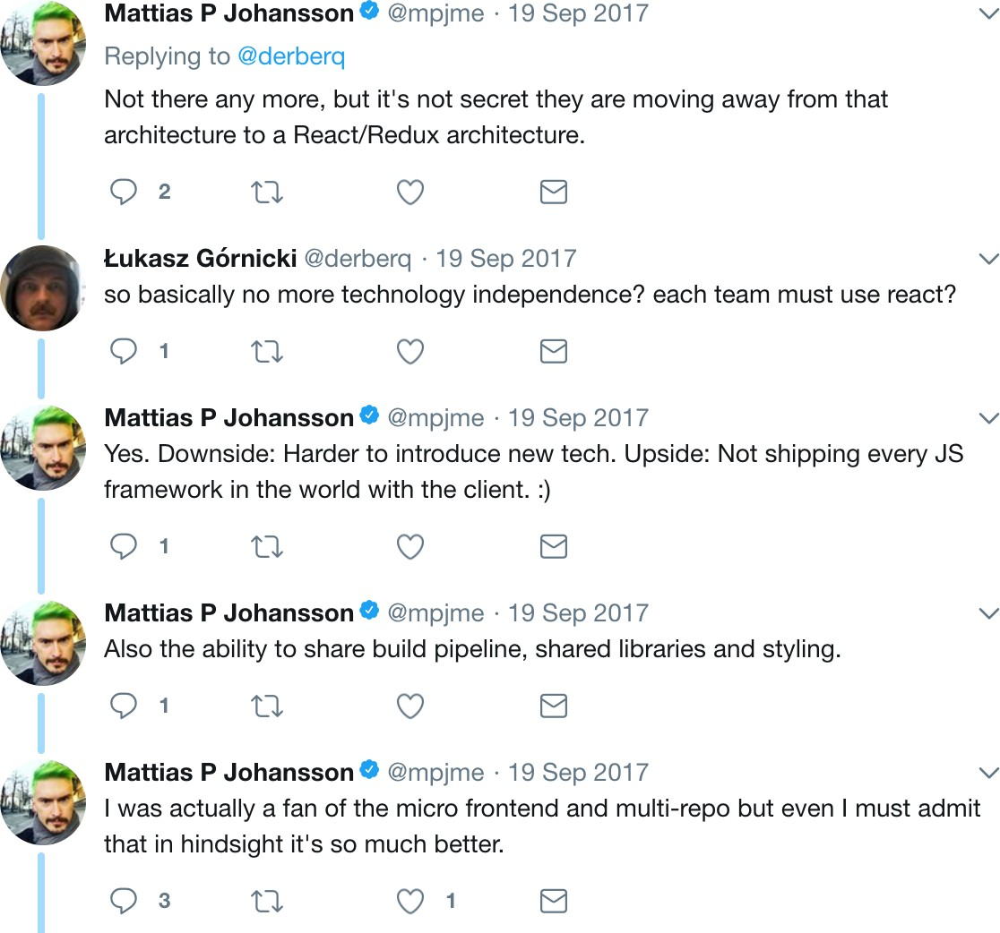 Mattias P Johansson @mpjme · 19 Sep 2017
Replying to @derberq
Not there any more, but it's not secret they are moving away from that
architecture to a React/Redux architecture.
2
Łukasz Górnicki @derberq · 19 Sep 2017
so basically no more technology independence? each team must use react?
1
Mattias P Johansson @mpjme · 19 Sep 2017
Yes. Downside: Harder to introduce new tech. Upside: Not shipping every JS
framework in the world with the client. :)
1
Mattias P Johansson @mpjme · 19 Sep 2017
Also the ability to share build pipeline, shared libraries and styling.
1
Mattias P Johansson @mpjme · 19 Sep 2017
I was actually a fan of the micro frontend and multi-repo but even I must admit
that in hindsight it's so much better.
3 1